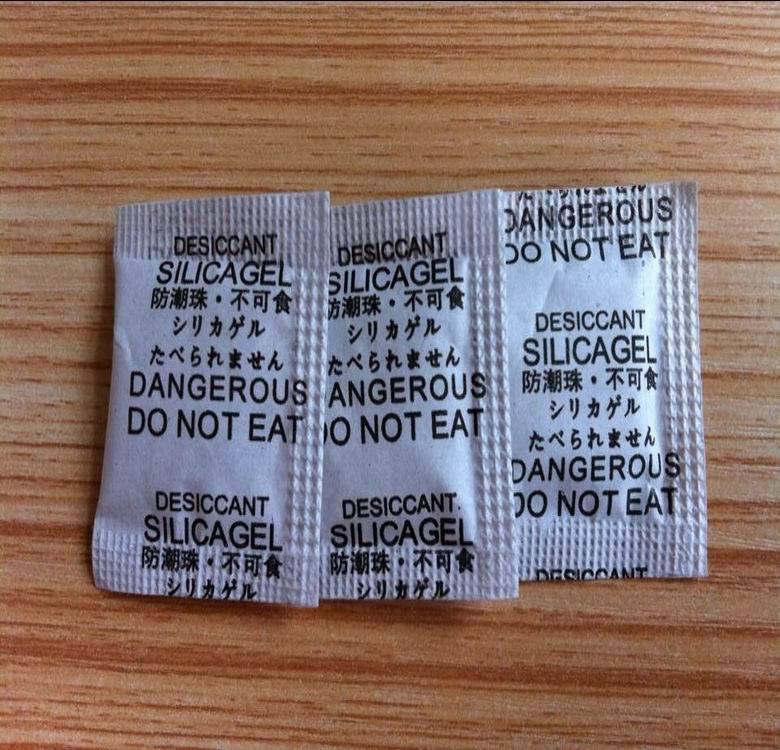 DESICCANT
SILICAGEL
防潮珠・不可食
シリカゲル
たべられません
DANGEROUS
DO NOT EAT
DESICCANT
SILICAGEL
防潮珠・不可食
シリカゲル
DESICCANT
SILICAGEL
防潮珠・不可食
シリカゲル
たべられません
ANGEROUS
DO NOT EAT
DESICCANT
SILICAGEL
防潮珠・不可食
シリカゲル
DANGEROUS
DO NOT EAT
DESICCANT
SILICAGEL
防潮珠・不可食
シリカゲル
たべられません
DANGEROUS
DO NOT EAT
DESICCANT